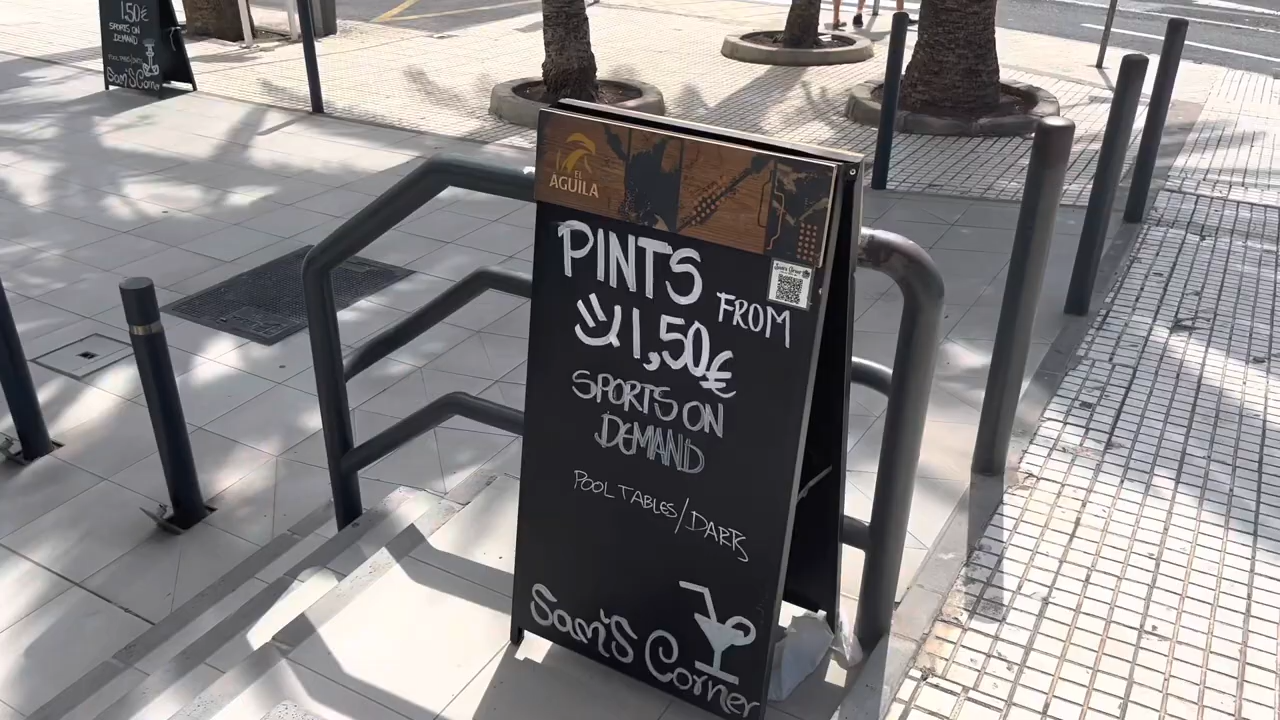 1.50€
SPORTS ON
DEMAND
Sam'S Corner
EL
AGUILA
PINTS
FROM
1,50€
SPORTS ON
DEMAND
POOL TABLES/DARTS
Sam'S Corner